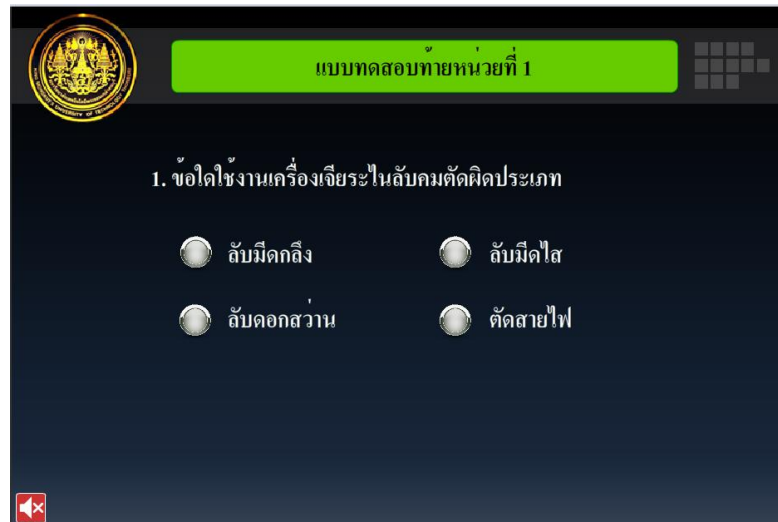 แบบทดสอบท้ายหน่วยที่ 1
1. ข้อใดใช้งานเครื่องเจียระไนลับคมตัดผิดประเภท
ลับมีดกลึง
ลับมีดไส
ลับดอกสว่าน
ตัดสายไฟ